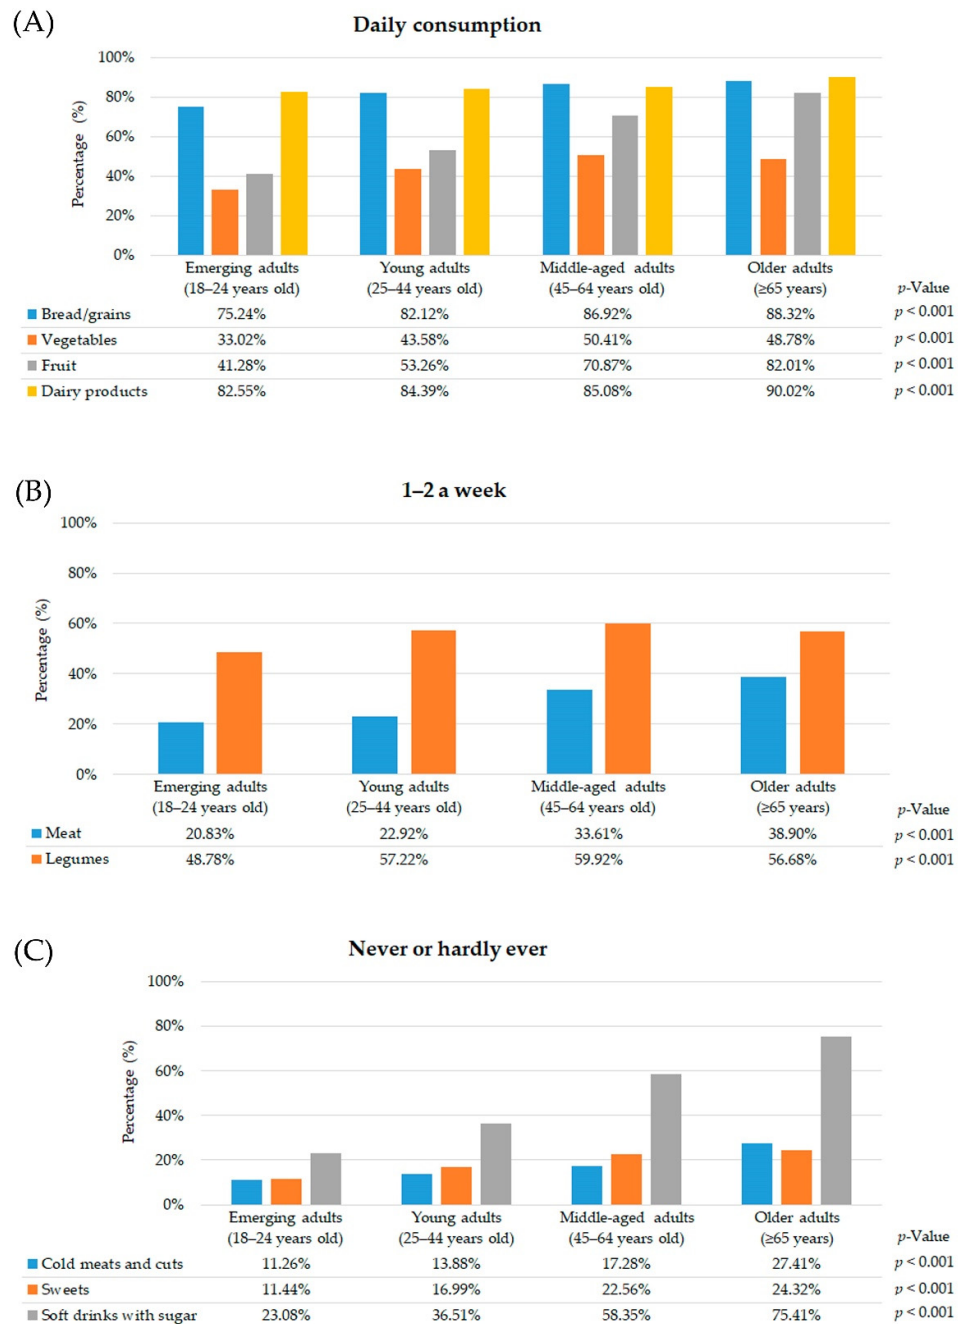 (A)
Daily consumption
100%
80%
60%
40%
20%
0%
Percentage (%)
Emerging adults Young adults Middle-aged adults Older adults
(18–24 years old) (25–44 years old) (45–64 years old) (≥65 years) p-Value
Bread/grains 75.24% 82.12% 86.92% 88.32% p < 0.001
Vegetables 33.02% 43.58% 50.41% 48.78% p < 0.001
Fruit 41.28% 53.26% 70.87% 82.01% p < 0.001
Dairy products 82.55% 84.39% 85.08% 90.02% p < 0.001
(B)
1–2 a week
100%
80%
60%
40%
20%
0%
Percentage (%)
Emerging adults Young adults Middle-aged adults Older adults
(18–24 years old) (25–44 years old) (45–64 years old) (≥65 years) p-Value
Meat 20.83% 22.92% 33.61% 38.90% p < 0.001
Legumes 48.78% 57.22% 59.92% 56.68% p < 0.001
(C)
Never or hardly ever
100%
80%
60%
40%
20%
0%
Percentage (%)
Emerging adults Young adults Middle-aged adults Older adults
(18–24 years old) (25–44 years old) (45–64 years old) (≥65 years) p-Value
Cold meats and cuts 11.26% 13.88% 17.28% 27.41% p < 0.001
Sweets 11.44% 16.99% 22.56% 24.32% p < 0.001
Soft drinks with sugar 23.08% 36.51% 58.35% 75.41% p < 0.001